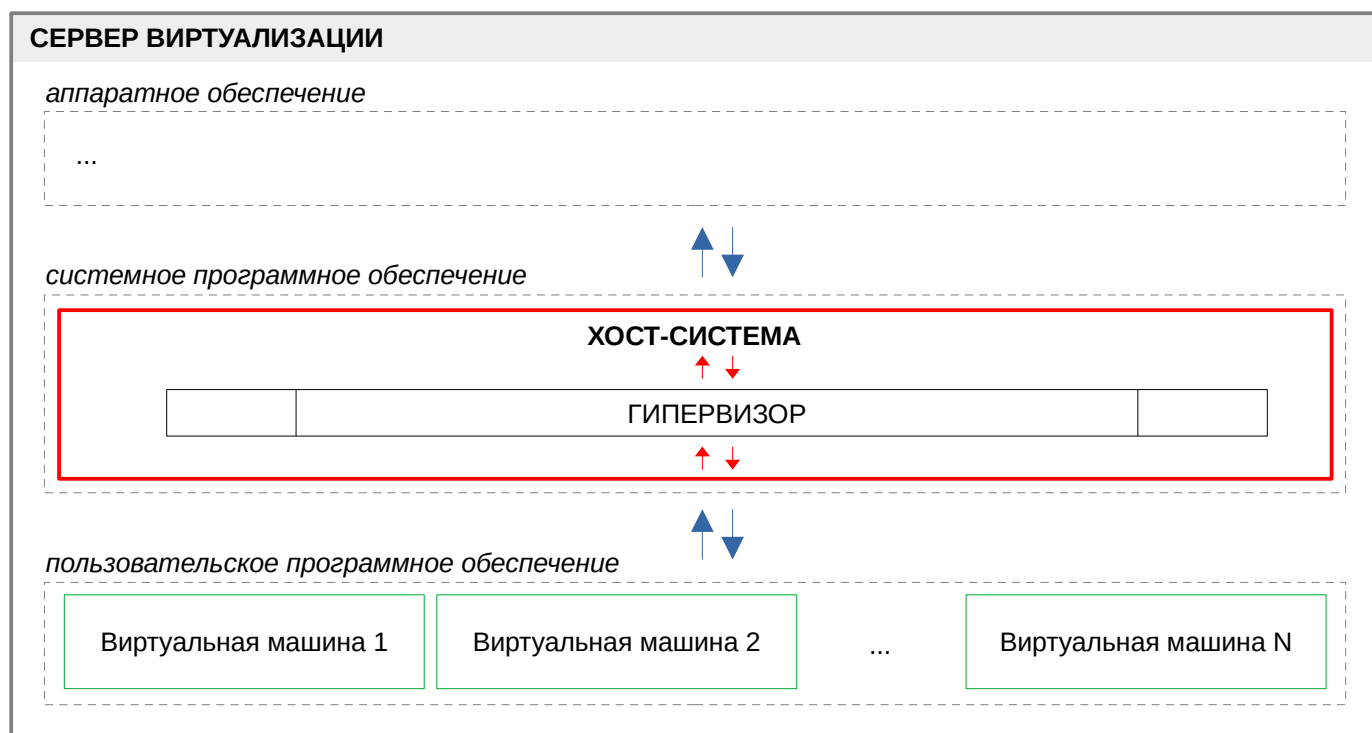 СЕРВЕР ВИРТУАЛИЗАЦИИ
аппаратное обеспечение
...
системное программное обеспечение
ХОСТ-СИСТЕМА
ГИПЕРВИЗОР
пользовательское программное обеспечение
Виртуальная машина 1
Виртуальная машина 2
...
Виртуальная машина N